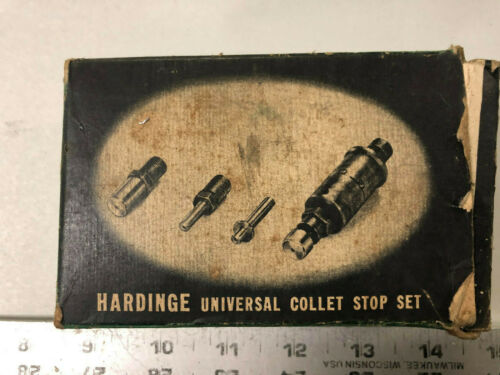 HARDINGE UNIVERSAL COLLET STOP SET
8 9 10 11 12 13 14
MILWAUKEE, WISCONSIN USA